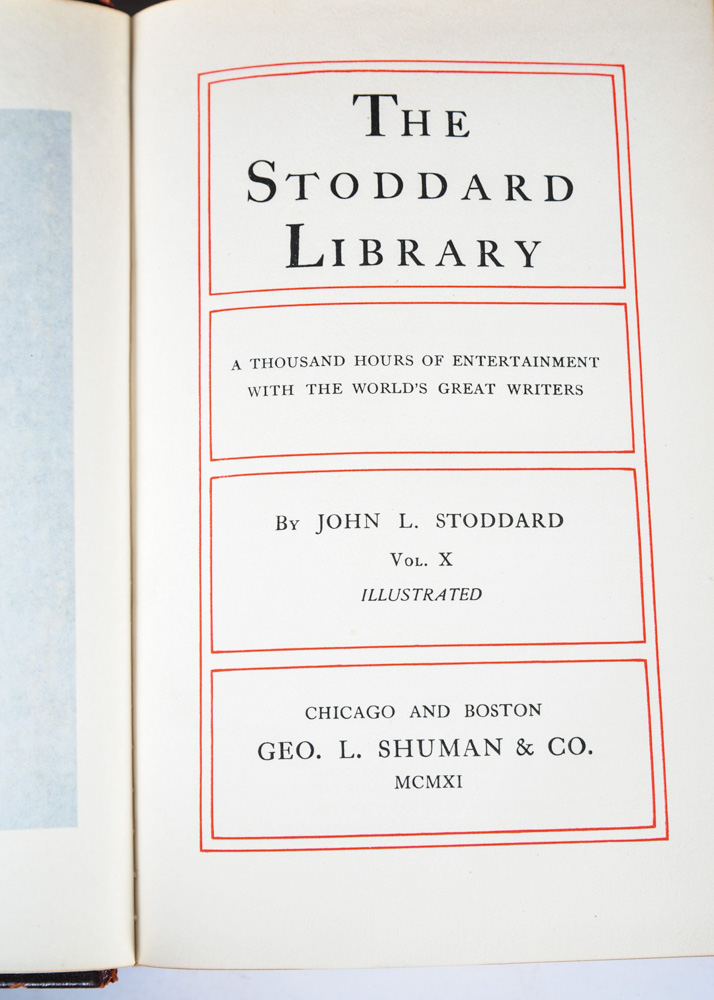 THE
STODDARD
LIBRARY
A THOUSAND HOURS OF ENTERTAINMENT
WITH THE WORLD'S GREAT WRITERS
BY JOHN L. STODDARD
VOL. X
ILLUSTRATED
CHICAGO AND BOSTON
GEO. L. SHUMAN & CO.
MCMXI